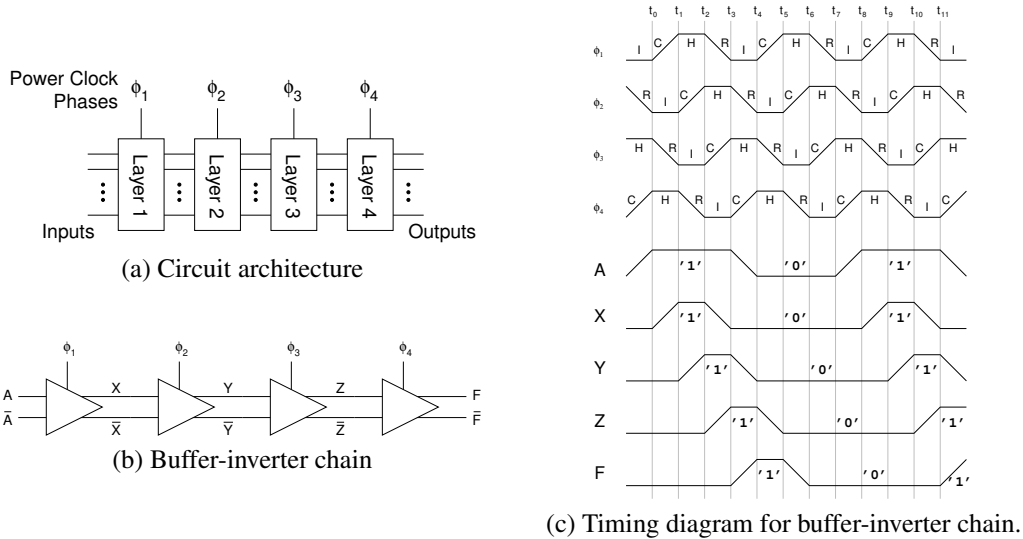 Power Clock
Phases
ϕ1 ϕ2 ϕ3 ϕ4
Layer 1
Layer 2
Layer 3
Layer 4
Inputs
Outputs
(a) Circuit architecture
ϕ1 ϕ2 ϕ3 ϕ4
A X Y Z F
A̅ X̅ Y̅ Z̅ F̅
(b) Buffer-inverter chain
t0 t1 t2 t3 t4 t5 t6 t7 t8 t9 t10 t11
ϕ1 I C H R I C H R I C H R I
ϕ2 R I C H R I C H R I C H R
ϕ3 H R I C H R I C H R I C H
ϕ4 C H R I C H R I C H R I C
A '1' '0' '1'
X '1' '0' '1'
Y '1' '0' '1'
Z '1' '0' '1'
F '1' '0' '1'
(c) Timing diagram for buffer-inverter chain.